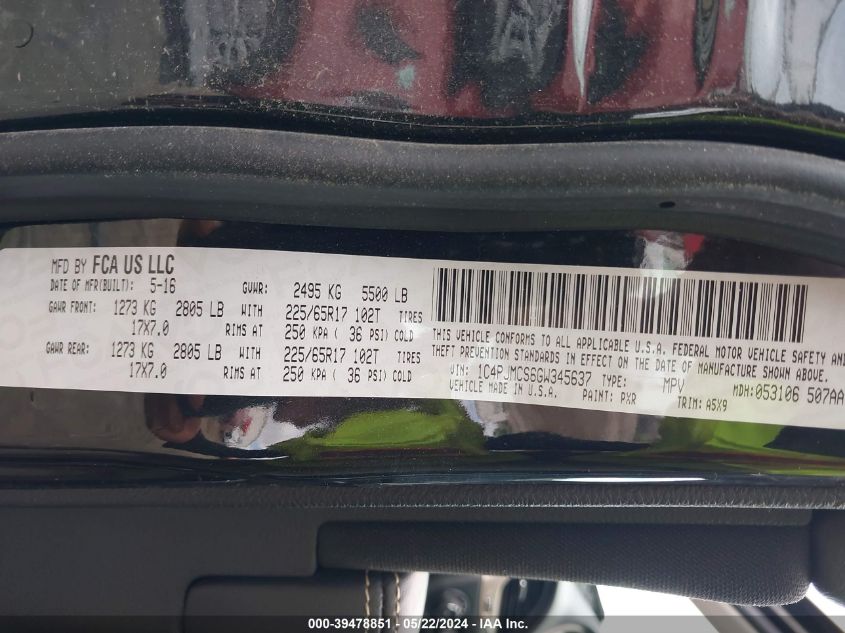 MFD BY FCA US LLC
DATE OF MFR(BUILT): 5-16 GVWR: 2495 KG 5500 LB
GAWR FRONT: 1273 KG 2805 LB WITH 225/65R17 102T TIRES
17X7.0 RIMS AT 250 KPA ( 36 PSI) COLD
GAWR REAR: 1273 KG 2805 LB WITH 225/65R17 102T TIRES
17X7.0 RIMS AT 250 KPA ( 36 PSI) COLD
THIS VEHICLE CONFORMS TO ALL APPLICABLE U.S.A. FEDERAL MOTOR VEHICLE SAFETY AND
THEFT PREVENTION STANDARDS IN EFFECT ON THE DATE OF MANUFACTURE SHOWN ABOVE.
VIN: 1C4PJMCS6GW345637 TYPE: MPV MDH:053106 507AA
VEHICLE MADE IN U.S.A. PAINT: PXR TRIM: A5X9
000-39478851 - 05/22/2024 - IAAI Inc.